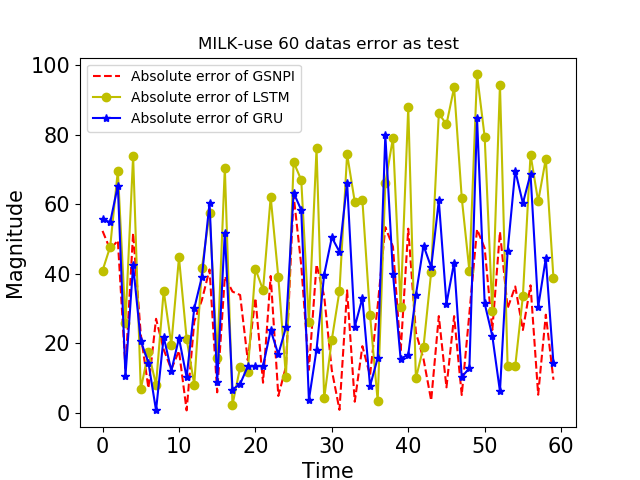 MILK-use 60 datas error as test
Absolute error of GSNPI
Absolute error of LSTM
Absolute error of GRU
Magnitude
100
80
60
40
20
0
0 10 20 30 40 50 60
Time